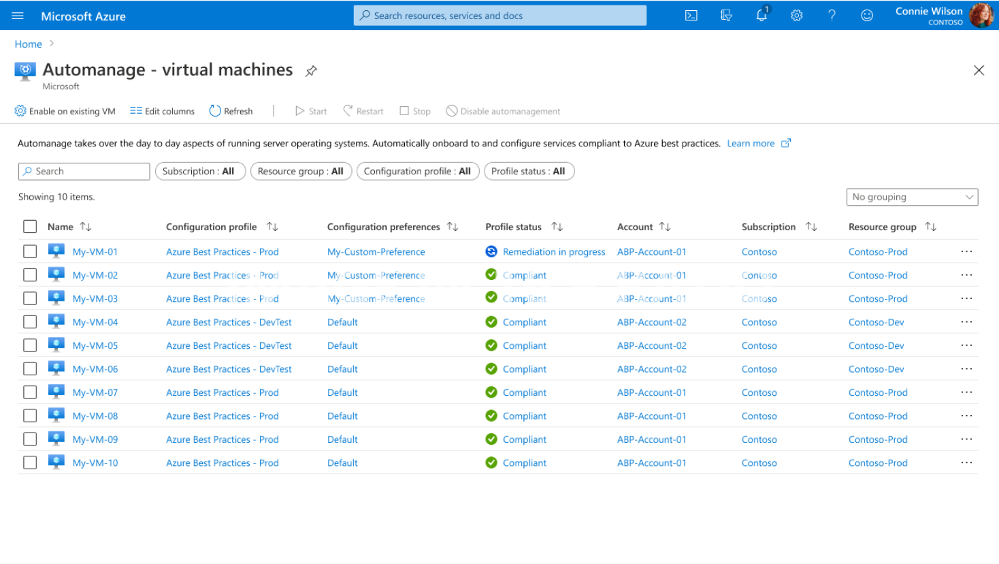 Microsoft Azure
Search resources, services and docs
1
Connie Wilson
CONTOSO
Home
Automanage - virtual machines
Microsoft
Enable on existing VM Edit columns Refresh Start Restart Stop Disable automanagement
Automanage takes over the day to day aspects of running server operating systems. Automatically onboard to and configure services compliant to Azure best practices. Learn more
Search Subscription : All Resource group : All Configuration profile : All Profile status : All
Showing 10 items. No grouping
Name Configuration profile Configuration preferences Profile status Account Subscription Resource group
My-VM-01 Azure Best Practices - Prod My-Custom-Preference Remediation in progress ABP-Account-01 Contoso Contoso-Prod ...
My-VM-02 Azure Best Practices - Prod My-Custom-Preference Compliant ABP-Account-01 Contoso Contoso-Prod ...
My-VM-03 Azure Best Practices - Prod My-Custom-Preference Compliant ABP-Account-01 Contoso Contoso-Prod ...
My-VM-04 Azure Best Practices - DevTest Default Compliant ABP-Account-02 Contoso Contoso-Dev ...
My-VM-05 Azure Best Practices - DevTest Default Compliant ABP-Account-02 Contoso Contoso-Dev ...
My-VM-06 Azure Best Practices - DevTest Default Compliant ABP-Account-02 Contoso Contoso-Dev ...
My-VM-07 Azure Best Practices - Prod Default Compliant ABP-Account-01 Contoso Contoso-Prod ...
My-VM-08 Azure Best Practices - Prod Default Compliant ABP-Account-01 Contoso Contoso-Prod ...
My-VM-09 Azure Best Practices - Prod Default Compliant ABP-Account-01 Contoso Contoso-Prod ...
My-VM-10 Azure Best Practices - Prod Default Compliant ABP-Account-01 Contoso Contoso-Prod ...